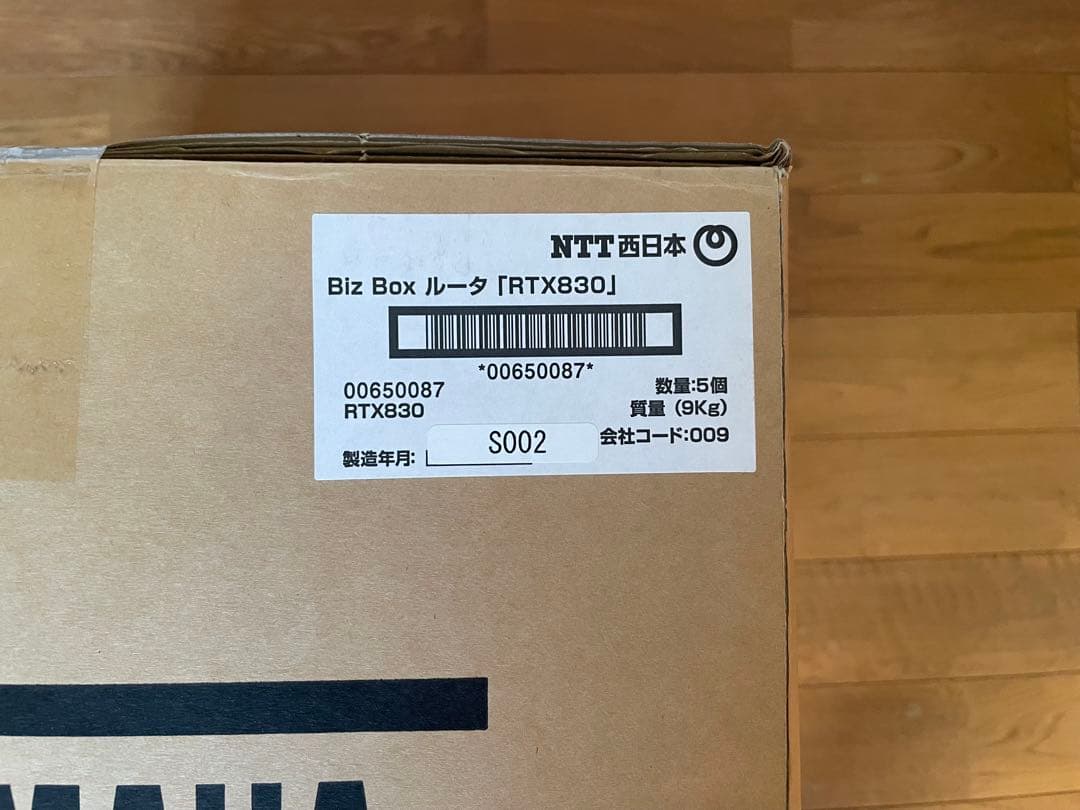 NTT西日本
Biz Box ルータ「RTX830」
*00650087*
00650087
数量:5個
RTX830
質量 (9Kg)
S002
会社コード:009
製造年月:
MAHA